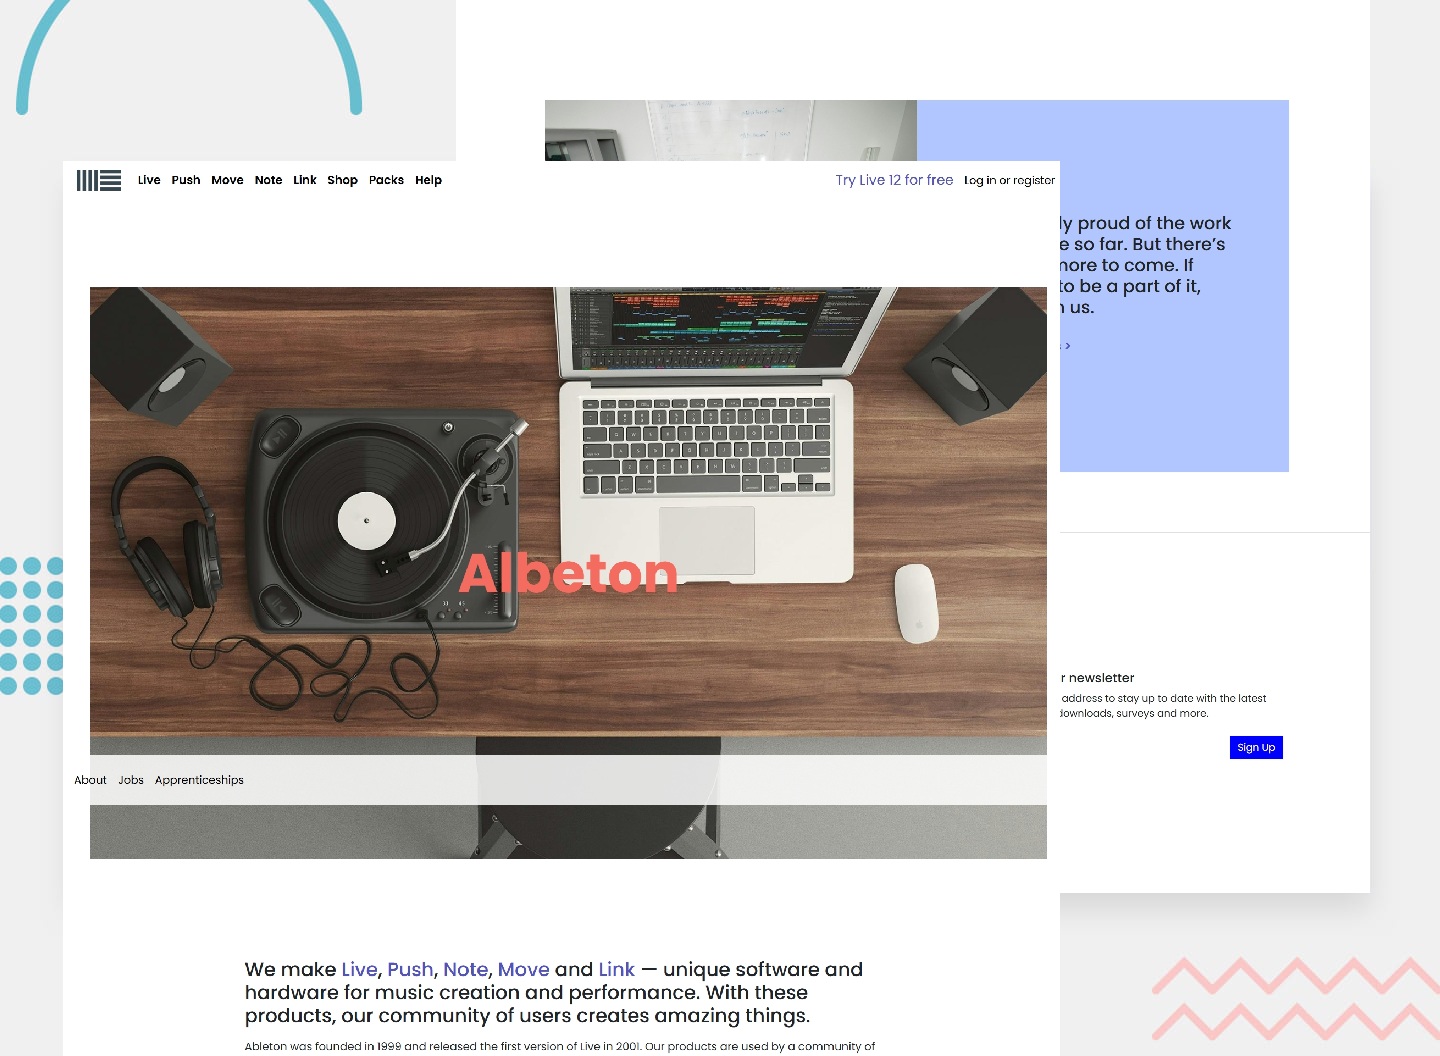 Live Push Move Note Link Shop Packs Help
Try Live 12 for free Log in or register
Albeton
About Jobs Apprenticeships
We make Live, Push, Note, Move and Link — unique software and
hardware for music creation and performance. With these
products, our community of users creates amazing things.
Ableton was founded in 1999 and released the first version of Live in 2001. Our products are used by a community of
ly proud of the work
e so far. But there's
more to come. If
to be a part of it,
us.
r newsletter
address to stay up to date with the latest
downloads, surveys and more.
Sign Up